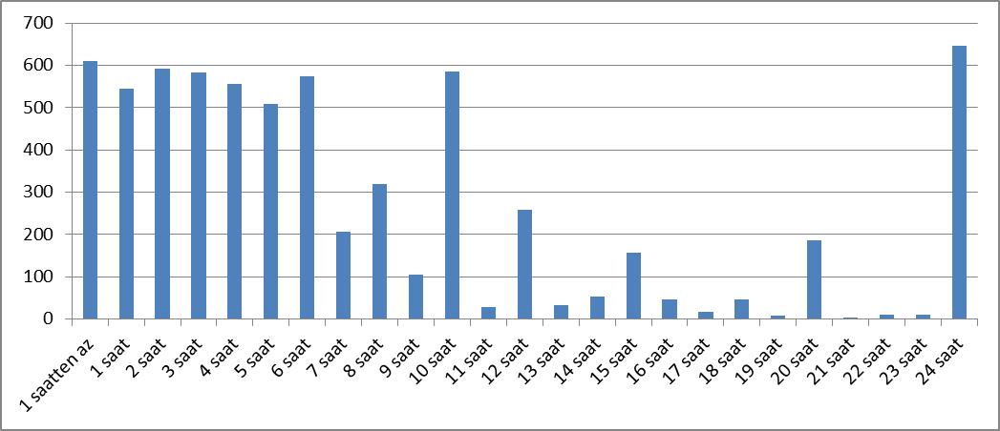 700
600
500
400
300
200
100
0
1 saatten az
1 saat
2 saat
3 saat
4 saat
5 saat
6 saat
7 saat
8 saat
9 saat
10 saat
11 saat
12 saat
13 saat
14 saat
15 saat
16 saat
17 saat
18 saat
19 saat
20 saat
21 saat
22 saat
23 saat
24 saat